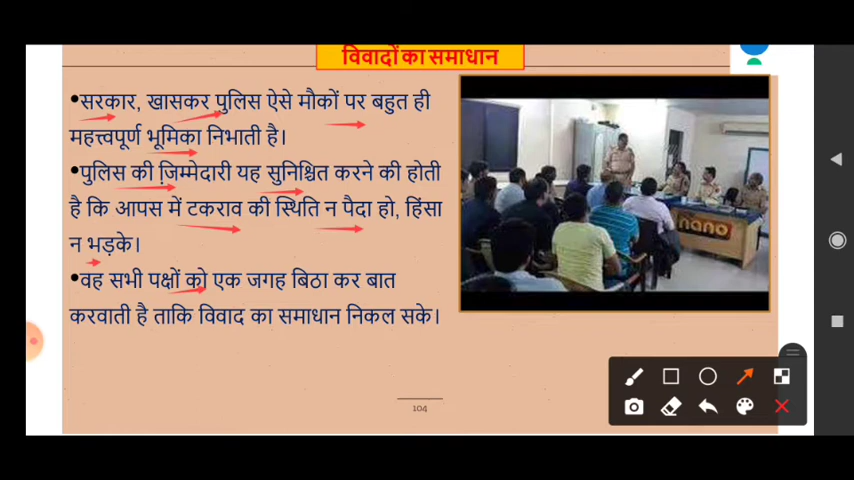 विवादों का समाधान
•सरकार, खासकर पुलिस ऐसे मौकों पर बहुत ही
महत्त्वपूर्ण भूमिका निभाती है।
•पुलिस की जिम्मेदारी यह सुनिश्चित करने की होती
है कि आपस में टकराव की स्थिति न पैदा हो, हिंसा
न भड़के।
•वह सभी पक्षों को एक जगह बिठा कर बात
करवाती है ताकि विवाद का समाधान निकल सके।
nano
104